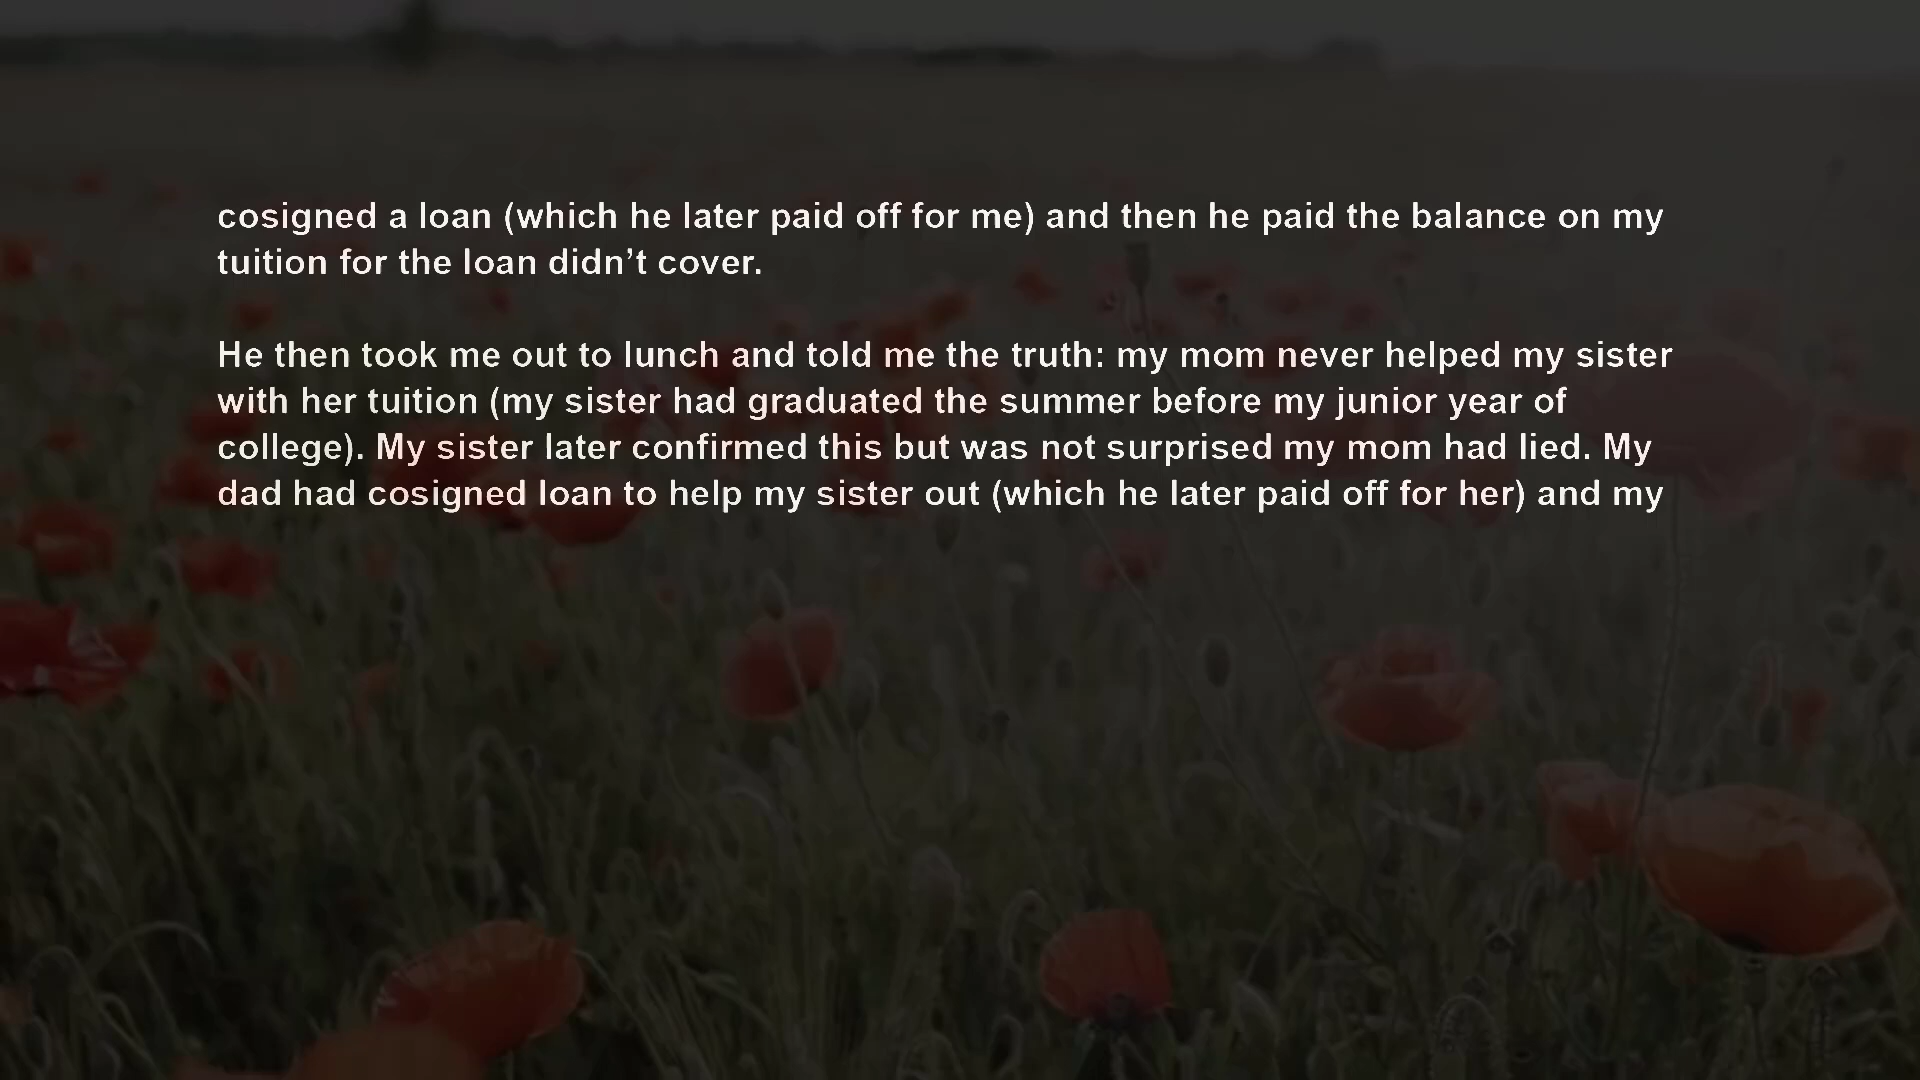 cosigned a loan (which he later paid off for me) and then he paid the balance on my
tuition for the loan didn’t cover.
He then took me out to lunch and told me the truth: my mom never helped my sister
with her tuition (my sister had graduated the summer before my junior year of
college). My sister later confirmed this but was not surprised my mom had lied. My
dad had cosigned loan to help my sister out (which he later paid off for her) and my